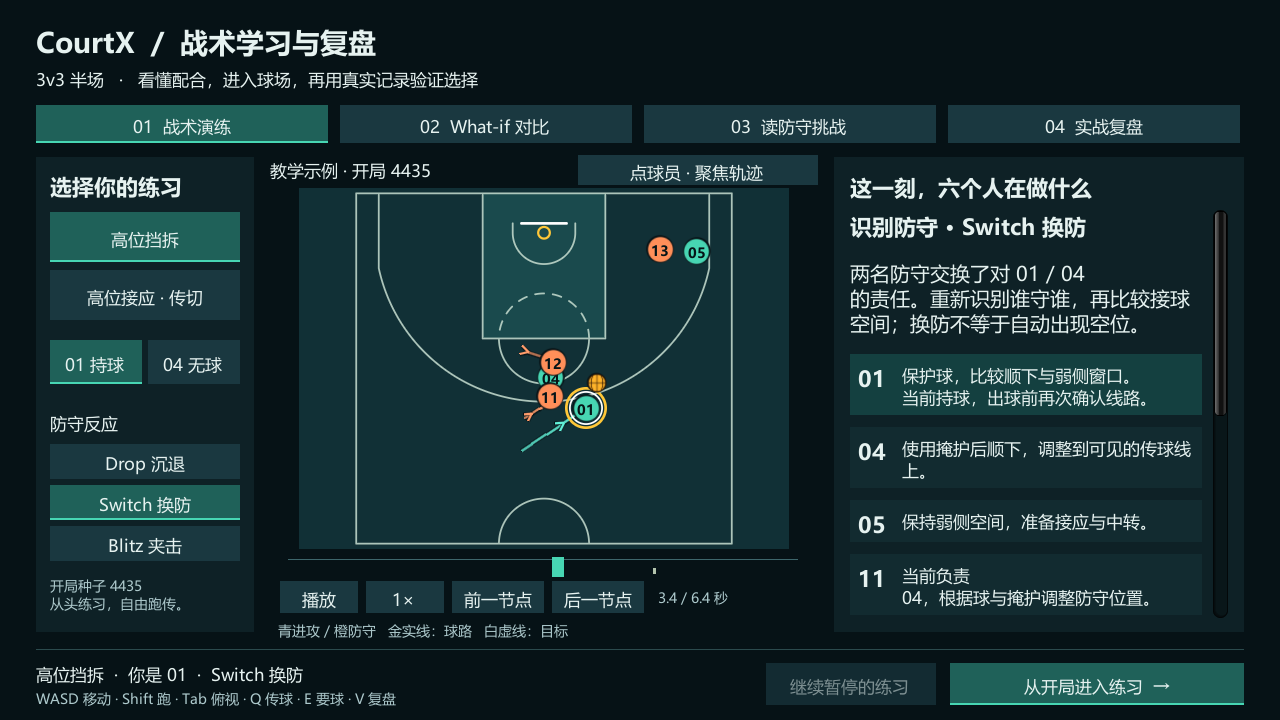 CourtX / 战术学习与复盘
3v3 半场 · 看懂配合，进入球场，再用真实记录验证选择
01 战术演练
02 What-if 对比
03 读防守挑战
04 实战复盘
选择你的练习
高位挡拆
高位接应 · 传切
01 持球
04 无球
防守反应
Drop 沉退
Switch 换防
Blitz 夹击
开局种子 4435
从头练习，自由跑传。
教学示例 · 开局 4435
点球员 · 聚焦轨迹
13
05
12
04
11
01
播放
1×
前一节点
后一节点
3.4 / 6.4 秒
青进攻 / 橙防守 金实线：球路 白虚线：目标
这一刻，六个人在做什么
识别防守 • Switch 换防
两名防守交换了对 01 / 04
的责任。重新识别谁守谁，再比较接球
空间；换防不等于自动出现空位。
01 保护球，比较顺下与弱侧窗口。
当前持球，出球前再次确认线路。
04 使用掩护后顺下，调整到可见的传球线
上。
05 保持弱侧空间，准备接应与中转。
11 当前负责
04，根据球与掩护调整防守位置。
高位挡拆 · 你是 01 · Switch 换防
WASD 移动 · Shift 跑 · Tab 俯视 · Q 传球 · E 要球 · V 复盘
继续暂停的练习
从开局进入练习 →